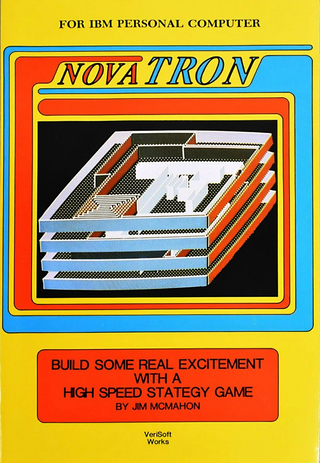 FOR IBM PERSONAL COMPUTER
NOVATRON
BUILD SOME REAL EXCITEMENT
WITH A
HIGH SPEED STATEGY GAME
BY JIM MCMAHON
VeriSoft
Works